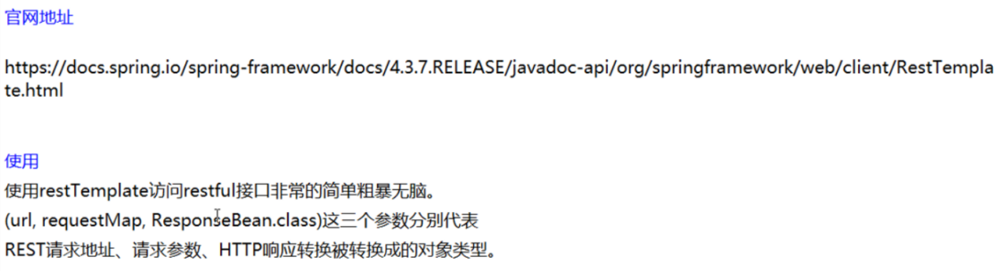 官网地址
https://docs.spring.io/spring-framework/docs/4.3.7.RELEASE/javadoc-api/org/springframework/web/client/RestTempla
te.html
使用
使用restTemplate访问restful接口非常的简单粗暴无脑。
(url, requestMap, ResponseBean.class)这三个参数分别代表
REST请求地址、请求参数、HTTP响应转换被转换成的对象类型。